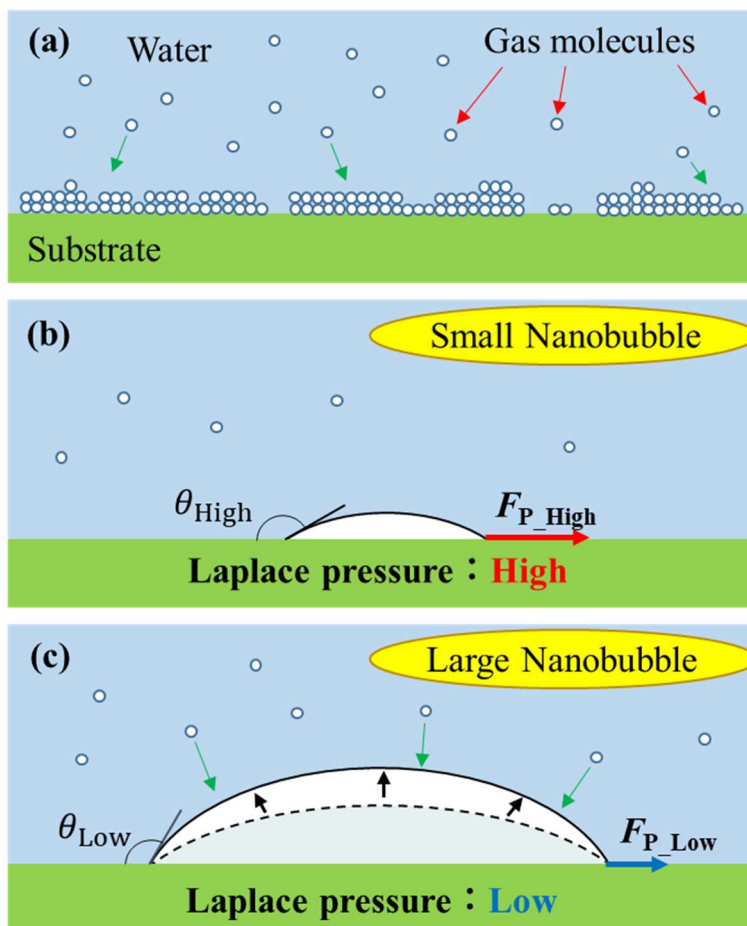 (a)
Water
Gas molecules
Substrate
(b)
Small Nanobubble
θHigh
FP_High
Laplace pressure：High
(c)
Large Nanobubble
θLow
FP_Low
Laplace pressure：Low